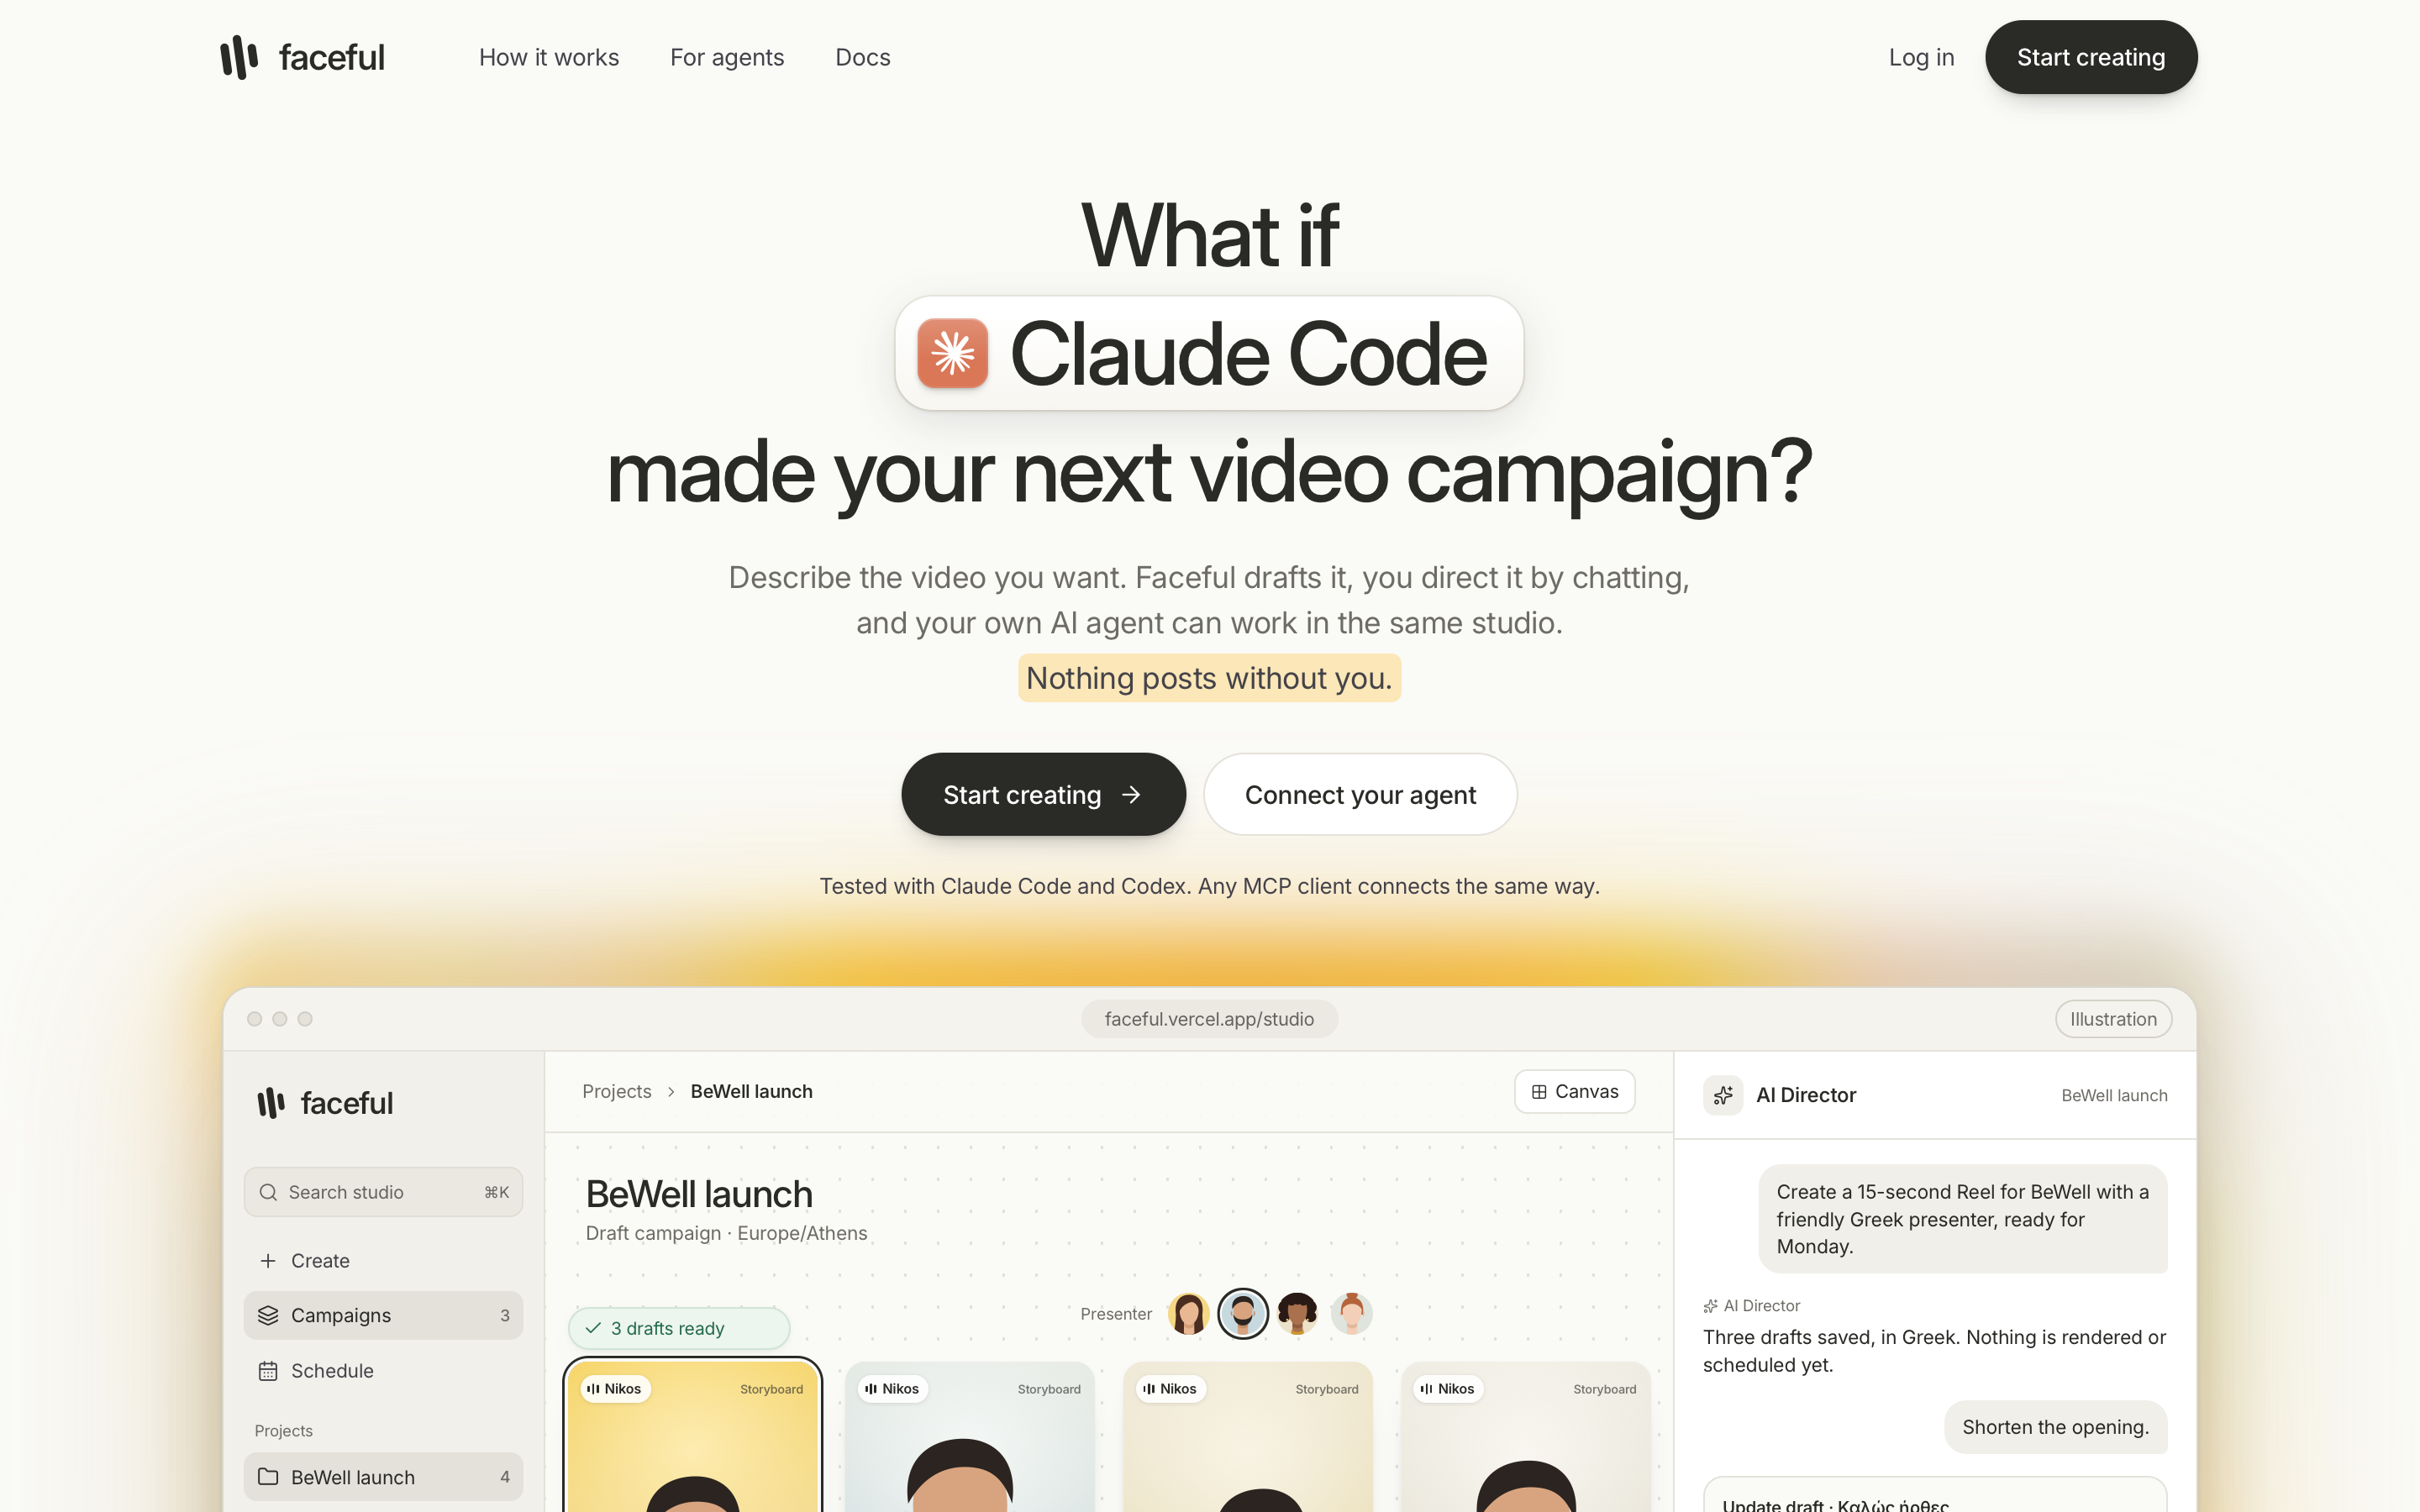 faceful
How it works
For agents
Docs
Log in
Start creating
What if
Claude Code
made your next video campaign?
Describe the video you want. Faceful drafts it, you direct it by chatting,
and your own AI agent can work in the same studio.
Nothing posts without you.
Start creating
Connect your agent
Tested with Claude Code and Codex. Any MCP client connects the same way.
faceful.vercel.app/studio
Illustration
faceful
Search studio
⌘K
Create
Campaigns
3
Schedule
Projects
BeWell launch
4
Projects
BeWell launch
Canvas
BeWell launch
Draft campaign · Europe/Athens
Presenter
3 drafts ready
Nikos
Storyboard
Nikos
Storyboard
Nikos
Storyboard
Nikos
Storyboard
AI Director
BeWell launch
Create a 15-second Reel for BeWell with a
friendly Greek presenter, ready for
Monday.
AI Director
Three drafts saved, in Greek. Nothing is rendered or
scheduled yet.
Shorten the opening.
Update draft · Καλώς ήρθες